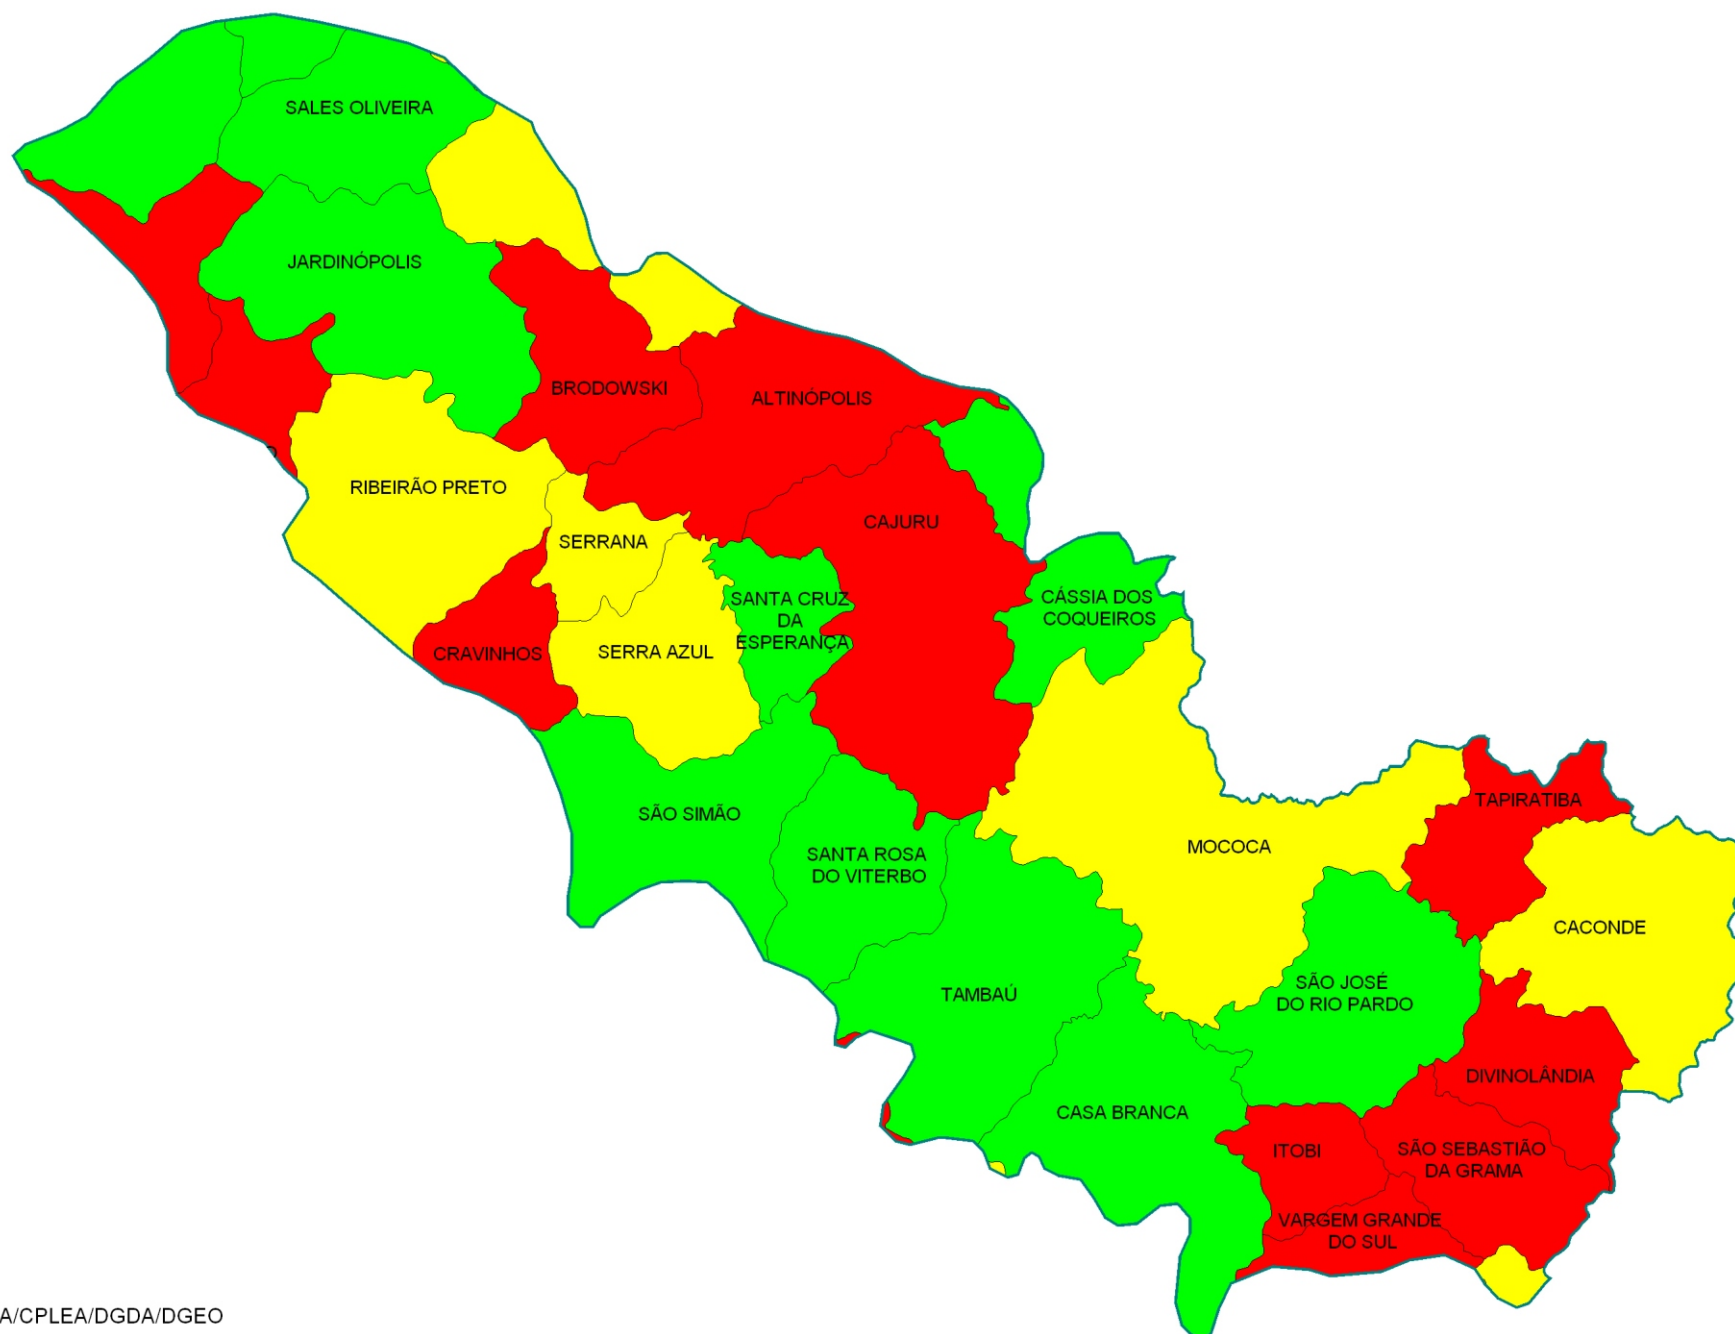 SALES OLIVEIRA
JARDINÓPOLIS
BRODOWSKI
ALTINÓPOLIS
RIBEIRÃO PRETO
CAJURU
SERRANA
SANTA CRUZ
DA
ESPERANÇA
CÁSSIA DOS
COQUEIROS
CRAVINHOS
SERRA AZUL
TAPIRATIBA
SÃO SIMÃO
MOCOCA
SANTA ROSA
DO VITERBO
CACONDE
TAMBAÚ
SÃO JOSÉ
DO RIO PARDO
DIVINOLÂNDIA
CASA BRANCA
ITOBI
SÃO SEBASTIÃO
DA GRAMA
VARGEM GRANDE
DO SUL
A/CPLEA/DGDA/DGEO